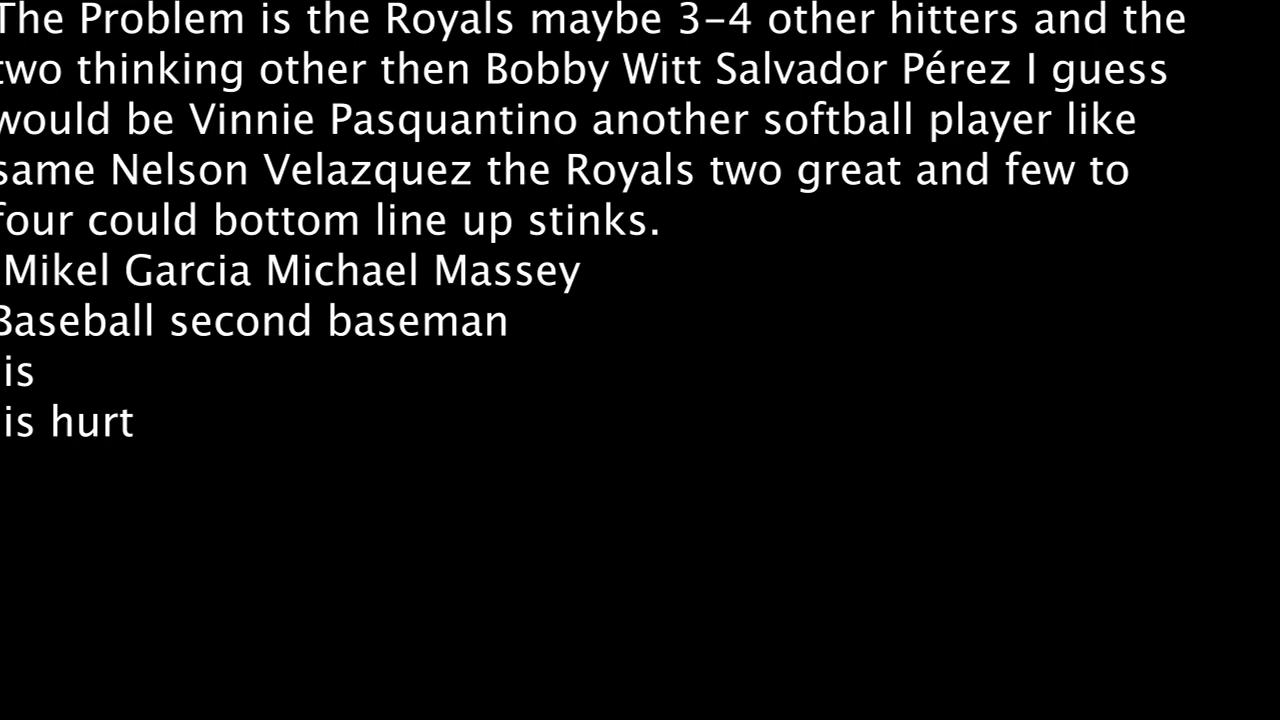 The Problem is the Royals maybe 3-4 other hitters and the
two thinking other then Bobby Witt Salvador Pérez I guess
would be Vinnie Pasquantino another softball player like
same Nelson Velazquez the Royals two great and few to
four could bottom line up stinks.
Mikel Garcia Michael Massey
Baseball second baseman
is
is hurt